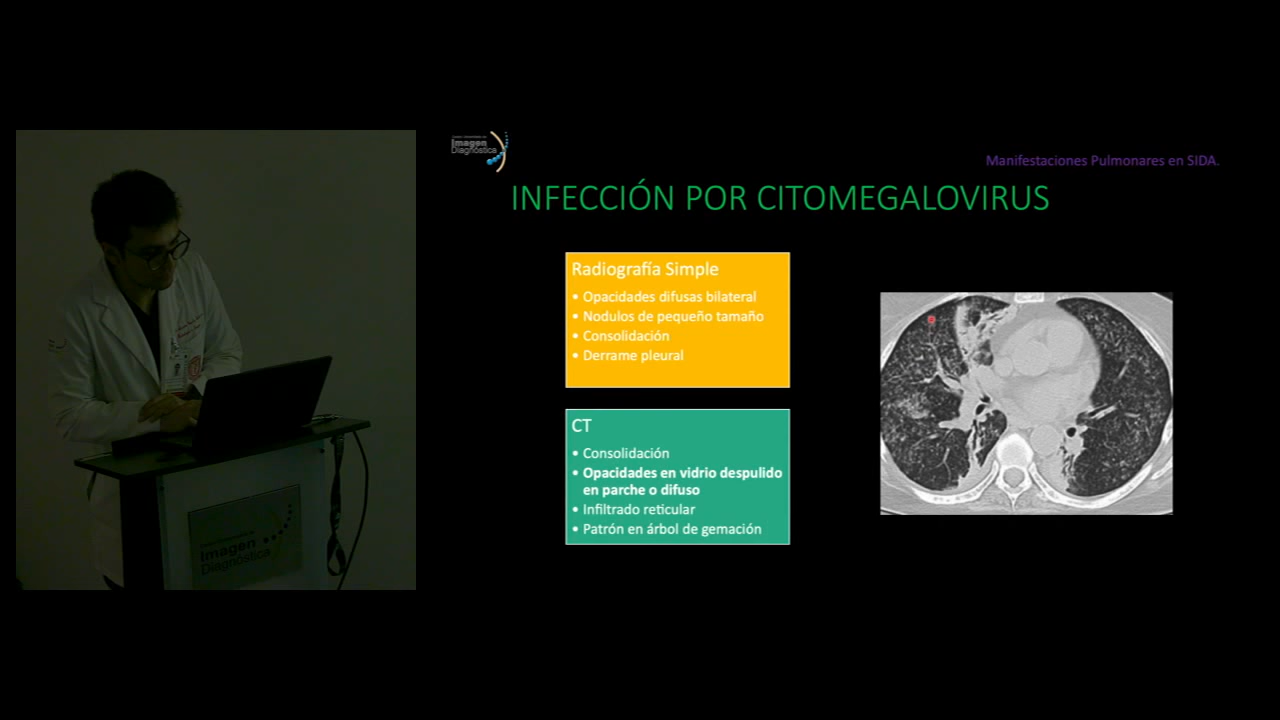 Imagen
Diagnóstica
Manifestaciones Pulmonares en SIDA.
INFECCIÓN POR CITOMEGALOVIRUS
Radiografía Simple
• Opacidades difusas bilateral
• Nodulos de pequeño tamaño
• Consolidación
• Derrame pleural
CT
• Consolidación
• Opacidades en vidrio despulido
en parche o difuso
• Infiltrado reticular
• Patrón en árbol de gemación
Imagen
Diagnóstica